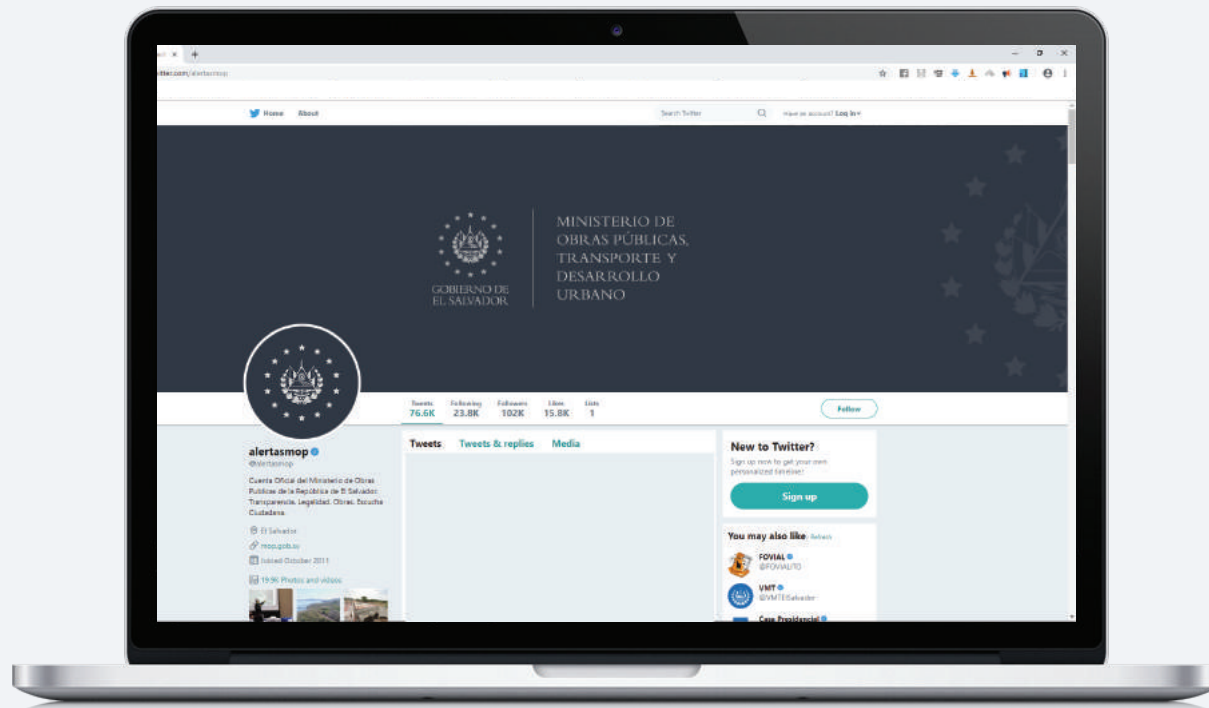 twitter.com/alertasmop
Home About
Search Twitter
Have an account? Log in
GOBIERNO DE
EL SALVADOR
MINISTERIO DE
OBRAS PÚBLICAS,
TRANSPORTE Y
DESARROLLO
URBANO
Tweets Following Followers Likes Lists
76.6K 23.8K 102K 15.8K 1
Follow
alertasmop
@alertasmop
Cuenta Oficial del Ministerio de Obras
Publicas de la República de El Salvador.
Transparencia. Legalidad. Obras. Escucha
Ciudadana
El Salvador
mop.gob.sv
Joined October 2011
Photos and videos
Tweets Tweets & replies Media
New to Twitter?
Sign up now to get your own
personalized timeline!
Sign up
You may also like Refresh
FOVIAL
VMT
@VMTElSalvador
Casa Presidencial